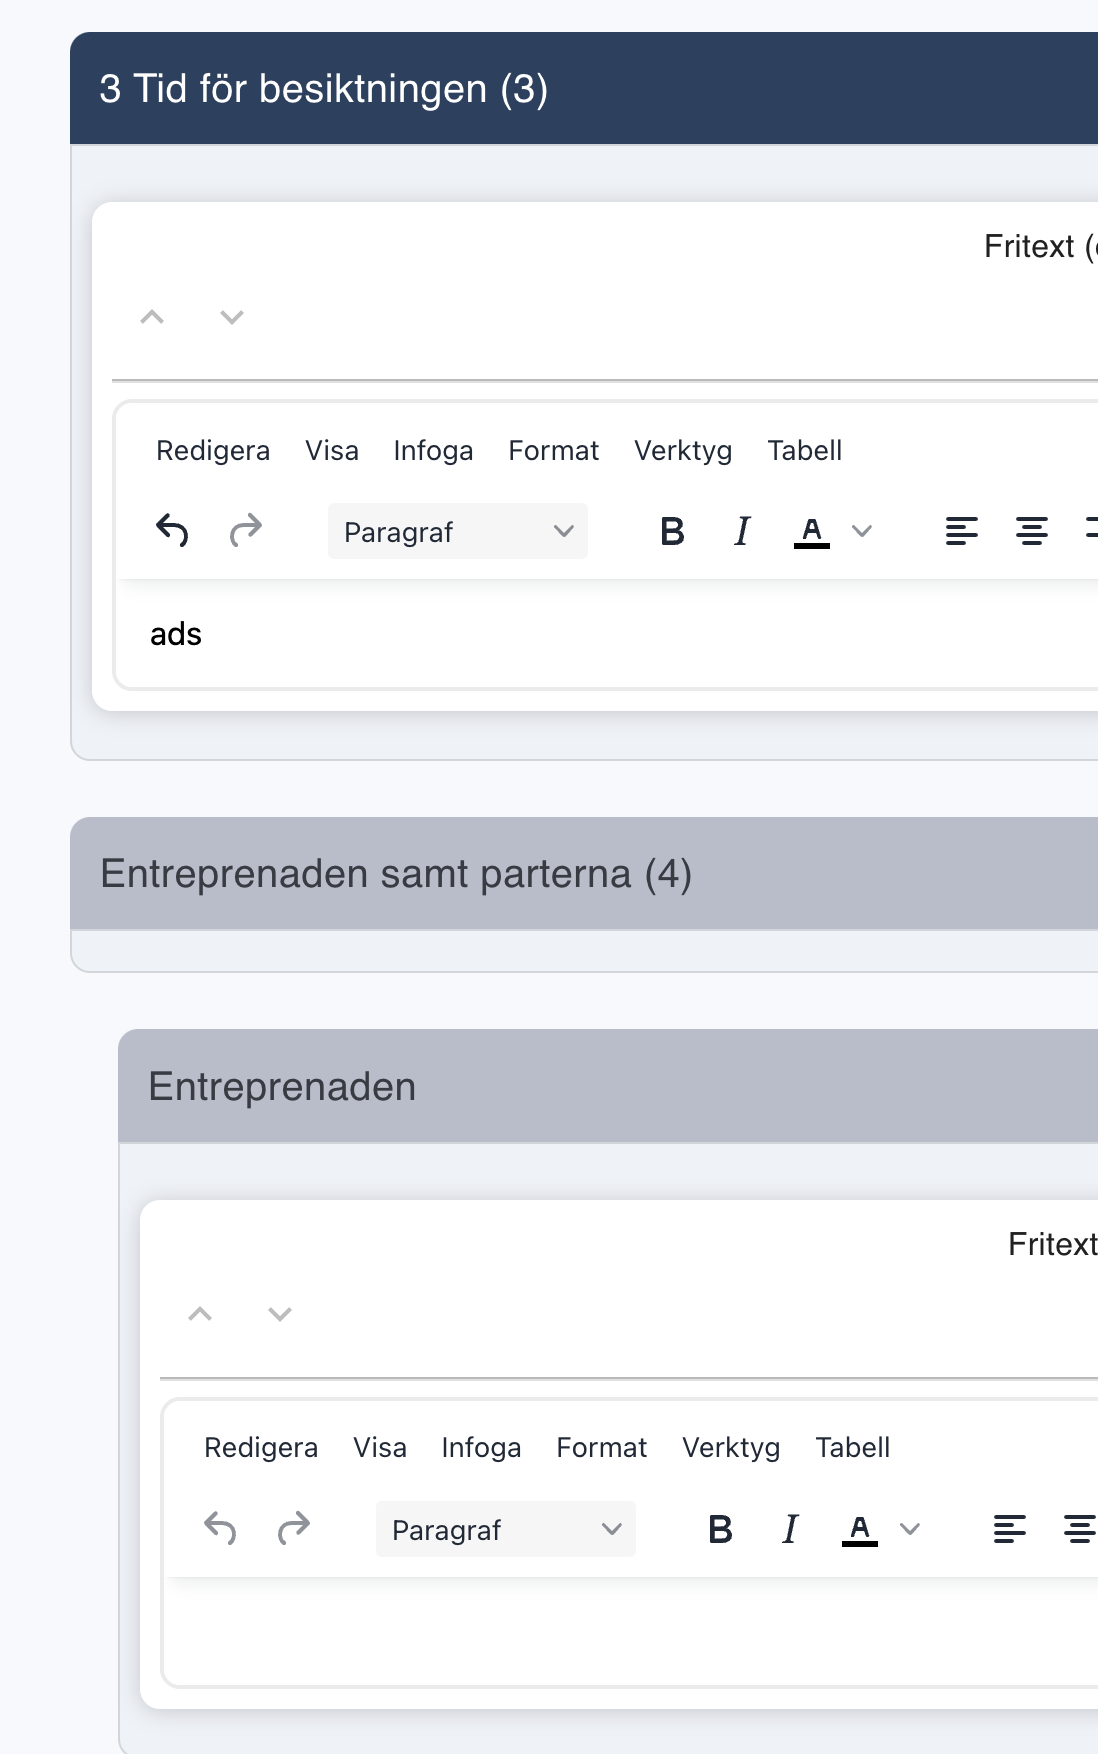 3 Tid för besiktningen (3)
Fritext (
Redigera Visa Infoga Format Verktyg Tabell
Paragraf B I A
ads
Entreprenaden samt parterna (4)
Entreprenaden
Fritext
Redigera Visa Infoga Format Verktyg Tabell
Paragraf B I A